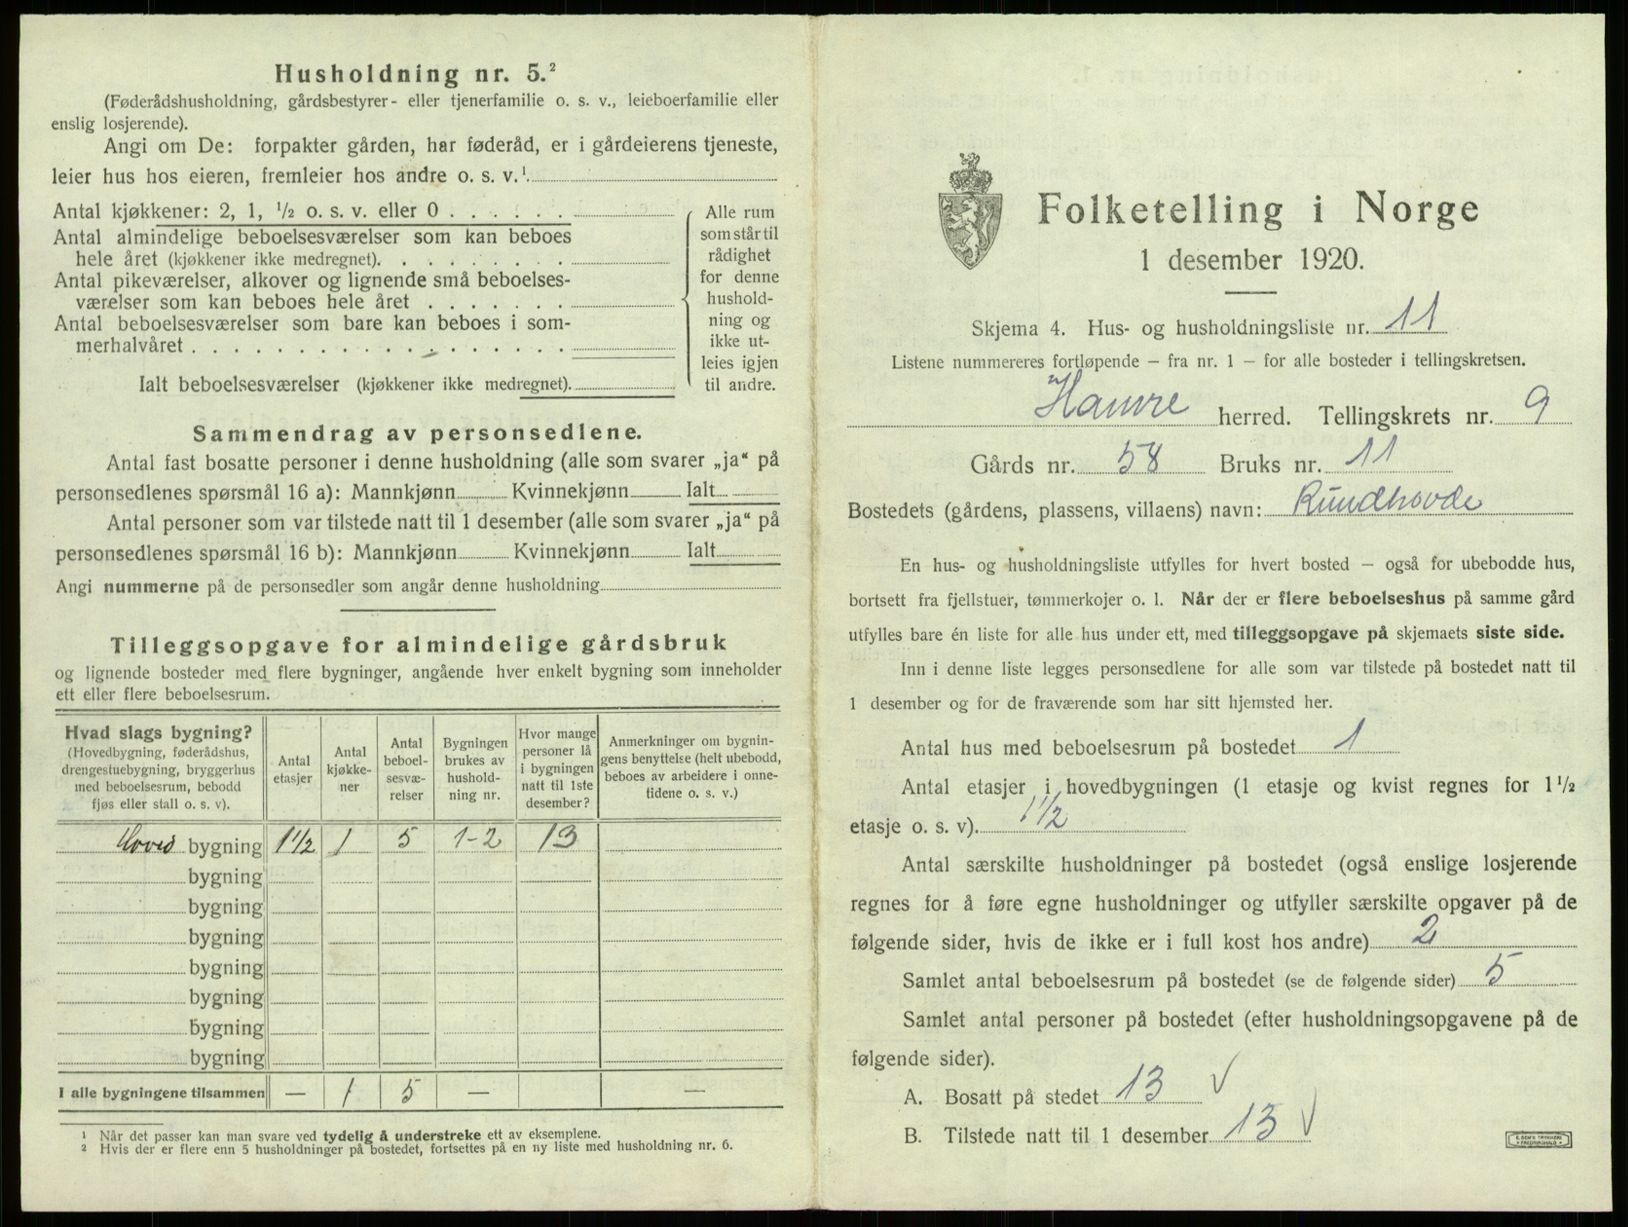 Husholdning nr. 5.²
(Føderådshusholdning, gårdsbestyrer- eller tjenerfamilie o. s. v., leieboerfamilie eller
enslig losjerende).
Angi om De: forpakter gården, har føderåd, er i gårdeierens tjeneste,
leier hus hos eieren, fremleier hos andre o. s. v.¹
Antal kjøkkener: 2, 1, ½ o. s. v. eller 0
Antal almindelige beboelsesværelser som kan beboes
hele året (kjøkkener ikke medregnet).
Antal pikeværelser, alkover og lignende små beboelses-
værelser som kan beboes hele året
Antal beboelsesværelser som bare kan beboes i som-
merhalvåret
Ialt beboelsesværelser (kjøkkener ikke medregnet).
Alle rum
som står til
rådighet
for denne
hushold-
ning og
ikke ut-
leies igjen
til andre.
Sammendrag av personsedlene.
Antal fast bosatte personer i denne husholdning (alle som svarer „ja“ på
personsedlenes spørsmål 16 a): Mannkjønn Kvinnekjønn Ialt
Antal personer som var tilstede natt til 1 desember (alle som svarer „ja“ på
personsedlenes spørsmål 16 b): Mannkjønn Kvinnekjønn Ialt
Angi nummerne på de personsedler som angår denne husholdning
Tilleggsopgave for almindelige gårdsbruk
og lignende bosteder med flere bygninger, angående hver enkelt bygning som inneholder
ett eller flere beboelsesrum.
Hvad slags bygning?
(Hovedbygning, føderådshus,
drengestuebygning, bryggerhus
med beboelsesrum, bebodd
fjøs eller stall o. s. v).
Antal
etasjer
Antal
kjøkke-
ner
Antal
beboel-
sesvæ-
relser
Bygningen
brukes av
hushold-
ning nr.
Hvor mange
personer lå
i bygningen
natt til 1ste
desember?
Anmerkninger om bygnin-
gens benyttelse (helt ubebodd,
beboes av arbeidere i onne-
tidene o. s. v.)
Hoved bygning 1½ 1 5 1-2 13
bygning
bygning
bygning
bygning
bygning
bygning
bygning
I alle bygningene tilsammen — 1 5 — —
¹ Når det passer kan man svare ved tydelig å understreke ett av eksemplene.
² Hvis der er flere enn 5 husholdninger på bostedet, fortsettes på en ny liste med husholdning nr. 6.
Folketelling i Norge
1 desember 1920.
Skjema 4. Hus- og husholdningsliste nr. 11
Listene nummereres fortløpende – fra nr. 1 – for alle bosteder i tellingskretsen.
Hamre herred. Tellingskrets nr. 9
Gårds nr. 58 Bruks nr. 11
Bostedets (gårdens, plassens, villaens) navn: Rundhovde
En hus- og husholdningsliste utfylles for hvert bosted – også for ubebodde hus,
bortsett fra fjellstuer, tømmerkojer o. l. Når der er flere beboelseshus på samme gård
utfylles bare én liste for alle hus under ett, med tilleggsopgave på skjemaets siste side.
Inn i denne liste legges personsedlene for alle som var tilstede på bostedet natt til
1 desember og for de fraværende som har sitt hjemsted her.
Antal hus med beboelsesrum på bostedet 1
Antal etasjer i hovedbygningen (1 etasje og kvist regnes for 1½
etasje o. s. v). 1½
Antal særskilte husholdninger på bostedet (også enslige losjerende
regnes for å føre egne husholdninger og utfyller særskilte opgaver på de
følgende sider, hvis de ikke er i full kost hos andre) 2
Samlet antal beboelsesrum på bostedet (se de følgende sider) 5
Samlet antal personer på bostedet (efter husholdningsopgavene på de
følgende sider).
A. Bosatt på stedet 13 √
B. Tilstede natt til 1 desember 13 √